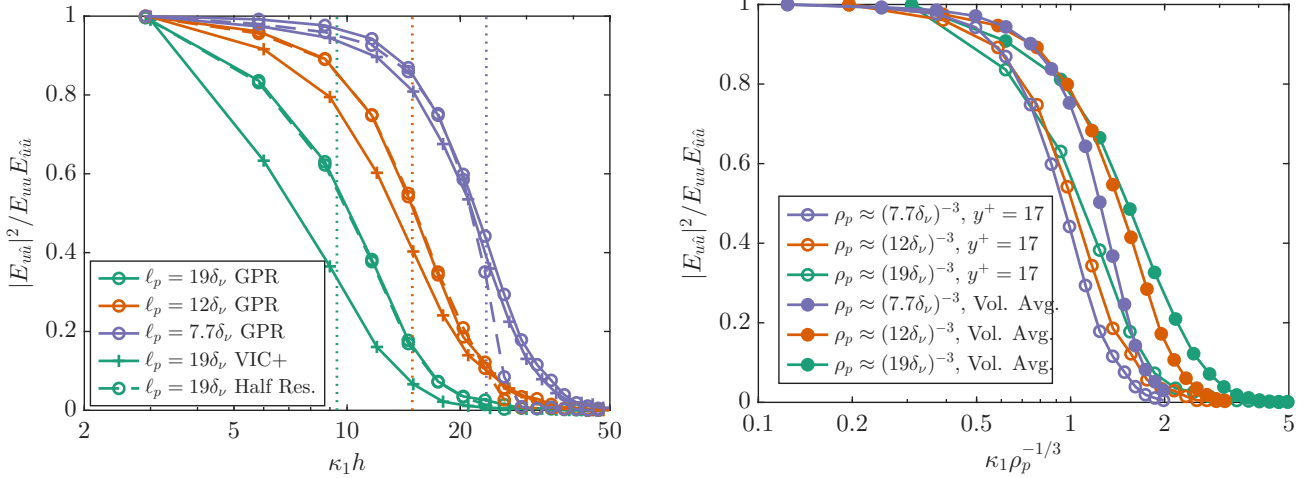 |E_{uû}|²/E_{uu}E_{ûû}
1
0.8
0.6
0.4
0.2
0
ℓ_p = 19δ_ν GPR
ℓ_p = 12δ_ν GPR
ℓ_p = 7.7δ_ν GPR
ℓ_p = 19δ_ν VIC+
ℓ_p = 19δ_ν Half Res.
2 5 10 20 50
κ₁h
|E_{uû}|²/E_{uu}E_{ûû}
1
0.8
0.6
0.4
0.2
0
ρ_p ≈ (7.7δ_ν)⁻³, y⁺ = 17
ρ_p ≈ (12δ_ν)⁻³, y⁺ = 17
ρ_p ≈ (19δ_ν)⁻³, y⁺ = 17
ρ_p ≈ (7.7δ_ν)⁻³, Vol. Avg.
ρ_p ≈ (12δ_ν)⁻³, Vol. Avg.
ρ_p ≈ (19δ_ν)⁻³, Vol. Avg.
0.1 0.2 0.5 1 2 5
κ₁ρ_p^{-1/3}